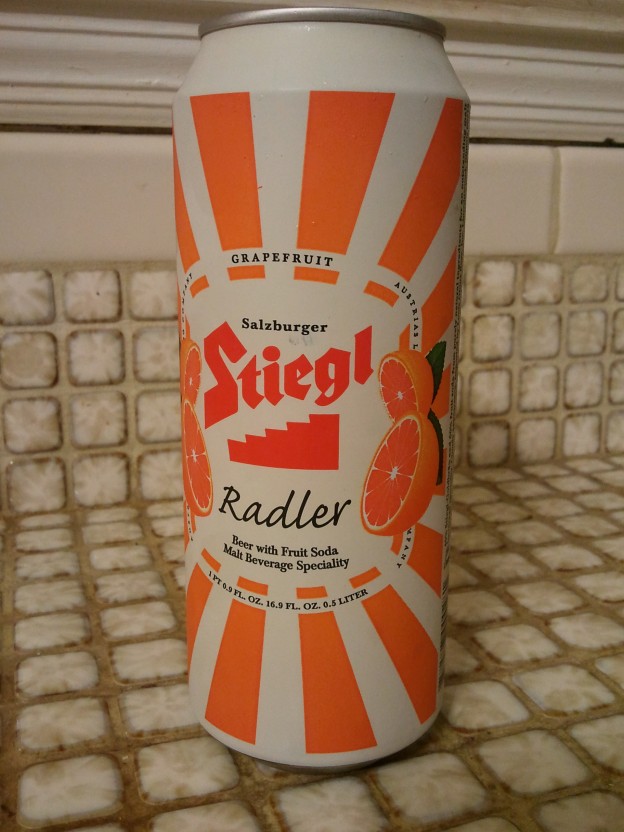 GRAPEFRUIT
Salzburger
Stiegl
Radler
Beer with Fruit Soda
Malt Beverage Speciality
1 PT 0.9 FL. OZ. 16.9 FL. OZ. 0.5 LITER
AUSTRIAS